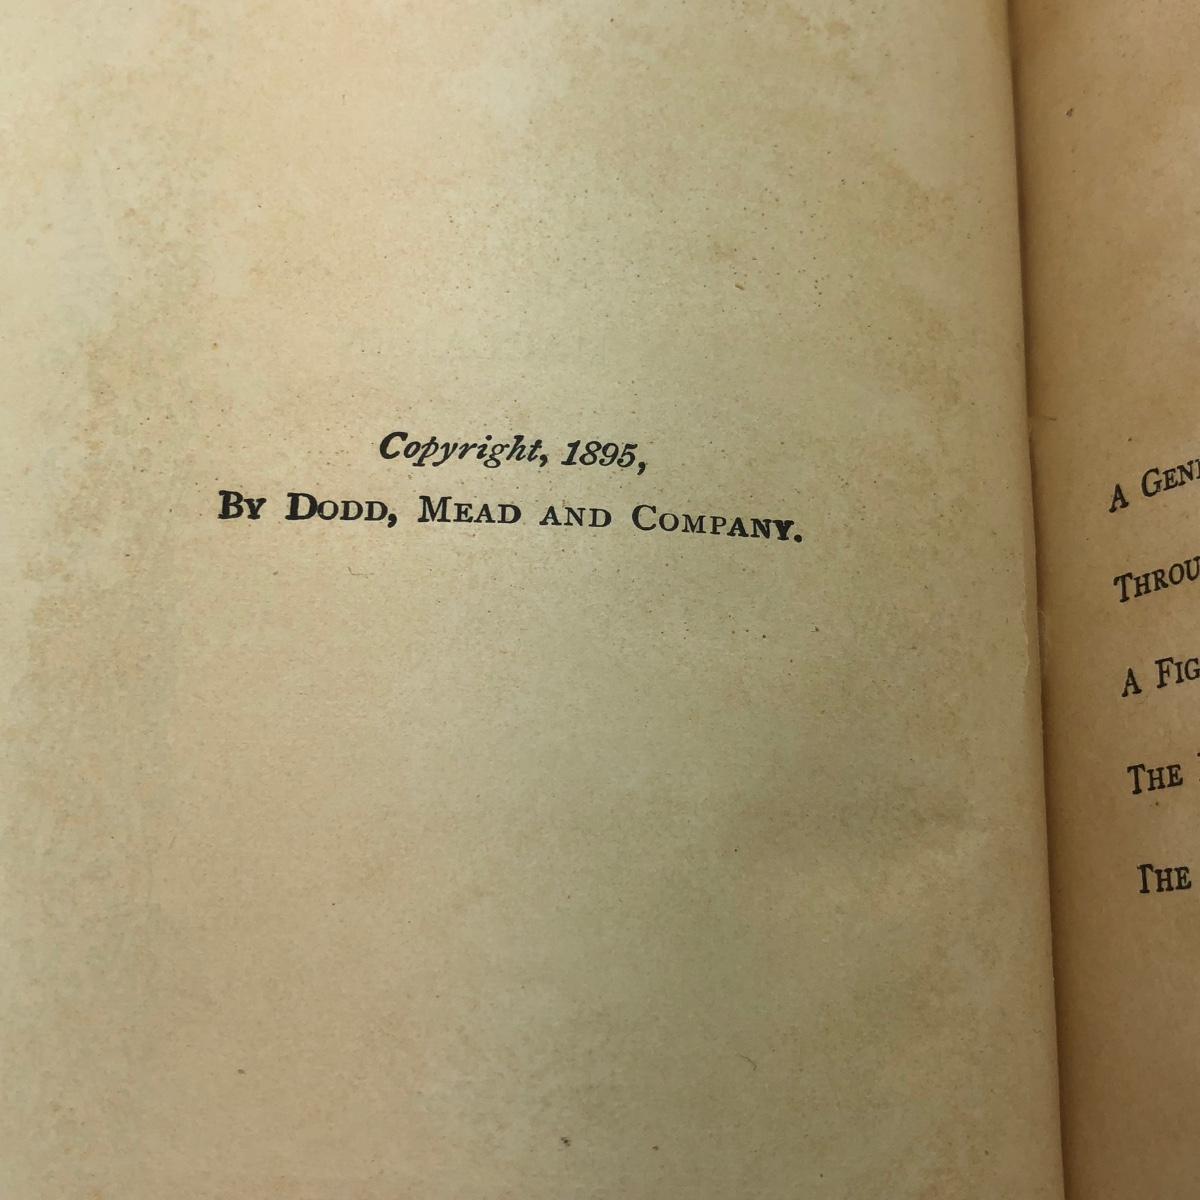 Copyright, 1895,
BY DODD, MEAD AND COMPANY.
A
THE
THE